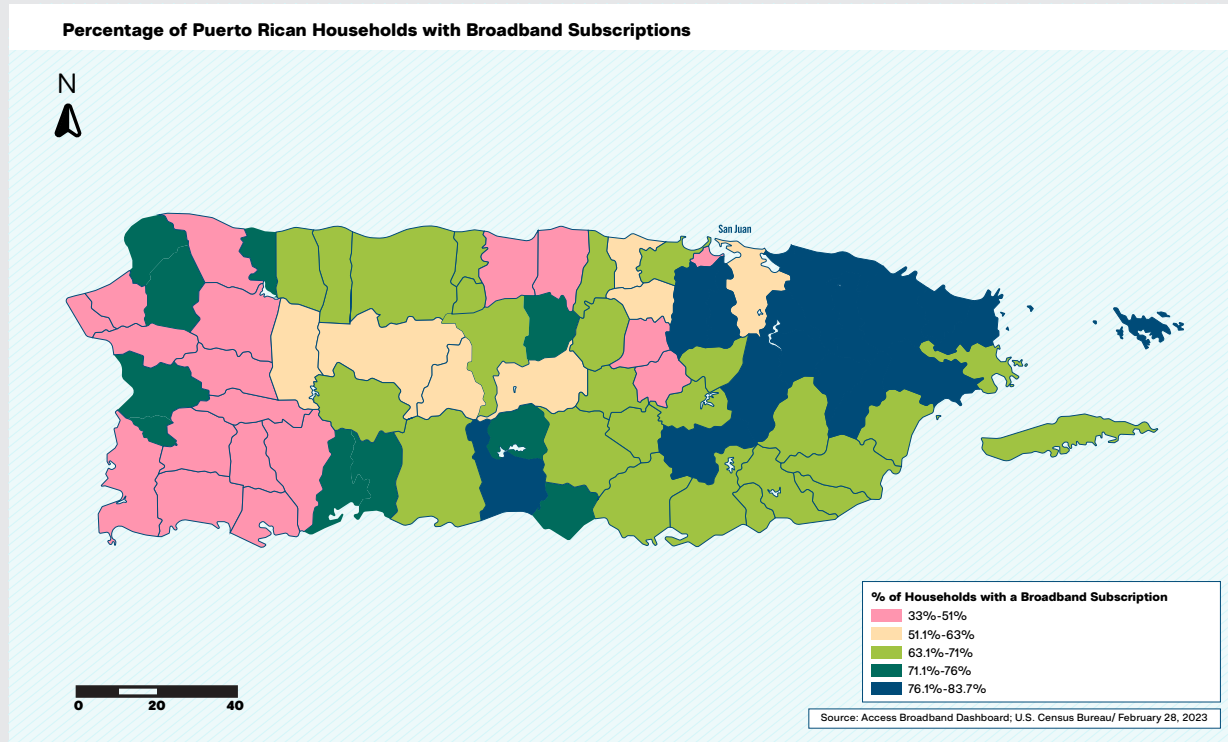 Percentage of Puerto Rican Households with Broadband Subscriptions
N
San Juan
% of Households with a Broadband Subscription
33%-51%
51.1%-63%
63.1%-71%
71.1%-76%
76.1%-83.7%
0 20 40
Source: Access Broadband Dashboard; U.S. Census Bureau/ February 28, 2023